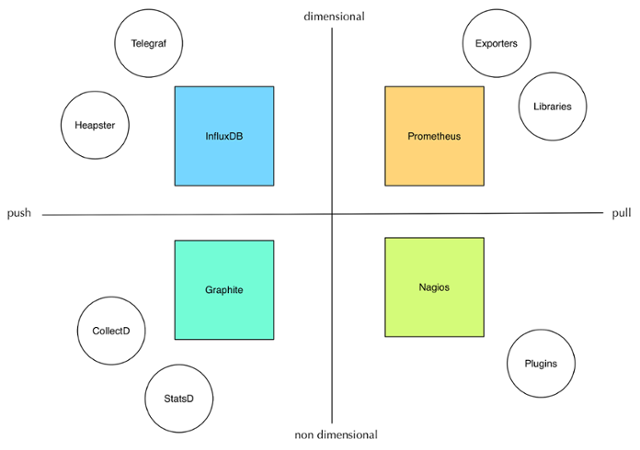 dimensional
Telegraf
Exporters
Libraries
Heapster
InfluxDB
Prometheus
push
pull
Graphite
Nagios
CollectD
Plugins
StatsD
non dimensional